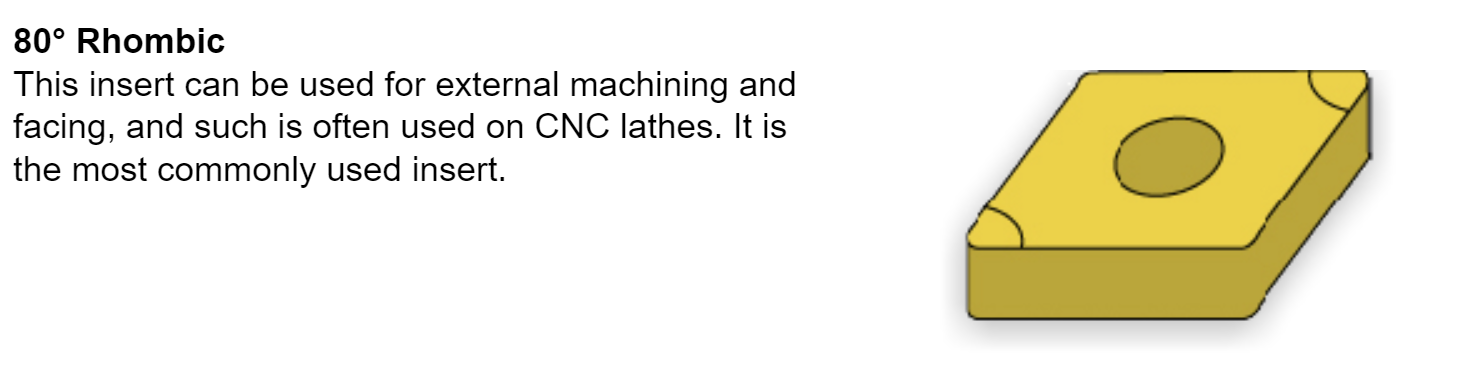 80° Rhombic
This insert can be used for external machining and
facing, and such is often used on CNC lathes. It is
the most commonly used insert.